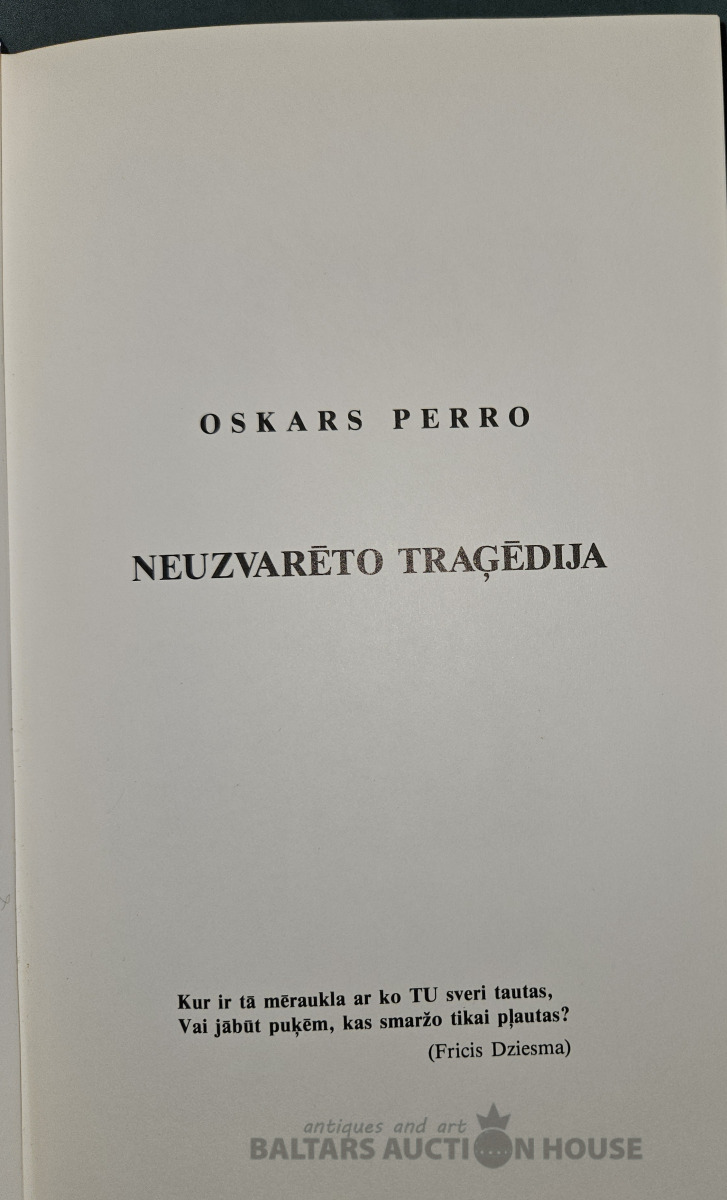 OSKARS PERRO
NEUZVARĒTO TRAĢĒDIJA
Kur ir tā mēraukla ar ko TU sveri tautas,
Vai jābūt puķēm, kas smaržo tikai pļautas?
(Fricis Dziesma)
antiques and art
BALTARS AUCTION HOUSE